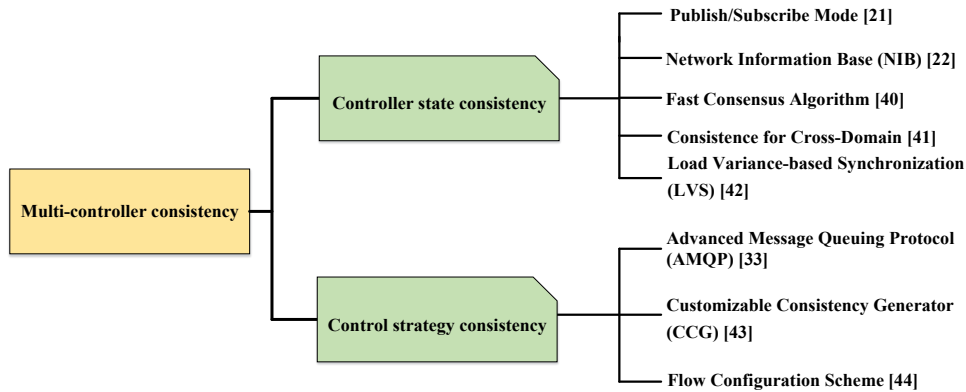 Publish/Subscribe Mode [21]
Network Information Base (NIB) [22]
Controller state consistency
Fast Consensus Algorithm [40]
Consistence for Cross-Domain [41]
Load Variance-based Synchronization
(LVS) [42]
Multi-controller consistency
Advanced Message Queuing Protocol
(AMQP) [33]
Control strategy consistency
Customizable Consistency Generator
(CCG) [43]
Flow Configuration Scheme [44]